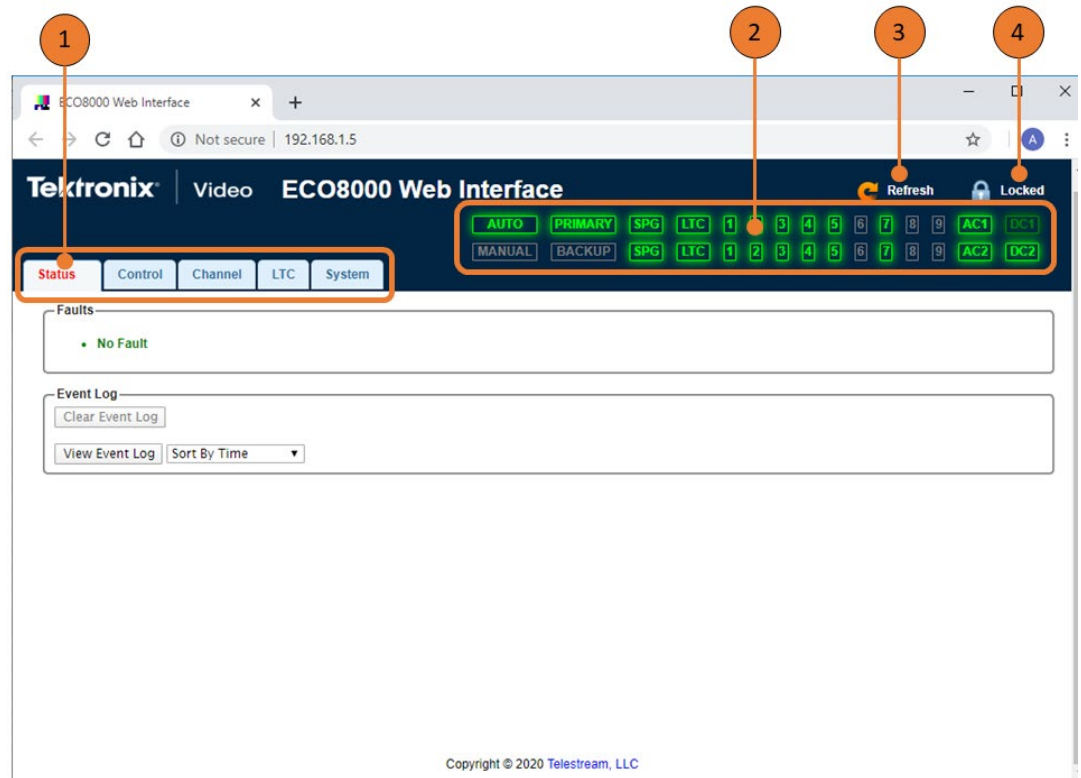 1
2
3
4
ECO8000 Web Interface
Not secure | 192.168.1.5
A
Tektronix Video ECO8000 Web Interface
Refresh
Locked
AUTO PRIMARY SPG LTC 1 2 3 4 5 6 7 8 9 AC1 DC1
MANUAL BACKUP SPG LTC 1 2 3 4 5 6 7 8 9 AC2 DC2
Status Control Channel LTC System
Faults
• No Fault
Event Log
Clear Event Log
View Event Log Sort By Time
Copyright © 2020 Telestream, LLC